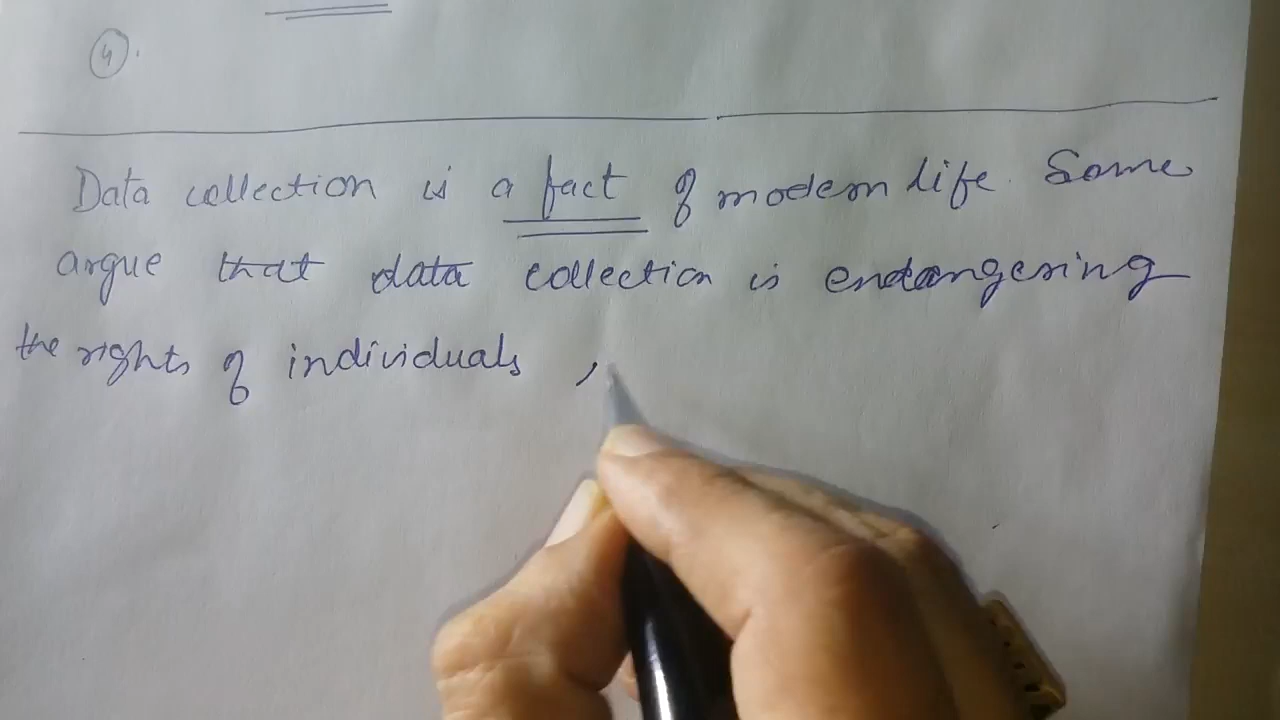 4.
Data collection is a fact of modern life. Some
argue that data collection is endangering
the rights of individuals,